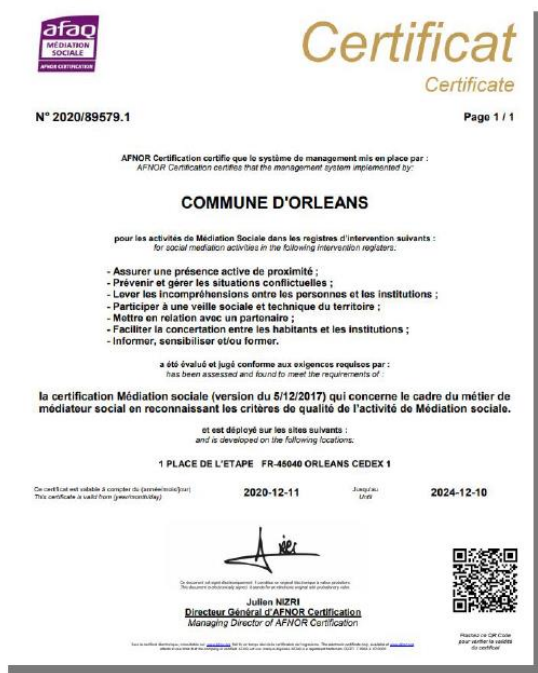 afaq
MÉDIATION
SOCIALE
AFNOR CERTIFICATION
Certificat
Certificate
N° 2020/89579.1
Page 1 / 1
AFNOR Certification certifie que le système de management mis en place par :
AFNOR Certification certifies that the management system implemented by:
COMMUNE D'ORLEANS
pour les activités de Médiation Sociale dans les registres d'intervention suivants :
for social mediation activities in the following intervention registers:
- Assurer une présence active de proximité ;
- Prévenir et gérer les situations conflictuelles ;
- Lever les incompréhensions entre les personnes et les institutions ;
- Participer à une veille sociale et technique du territoire ;
- Mettre en relation avec un partenaire ;
- Faciliter la concertation entre les habitants et les institutions ;
- Informer, sensibiliser et/ou former.
a été évalué et jugé conforme aux exigences requises par :
has been assessed and found to meet the requirements of :
la certification Médiation sociale (version du 5/12/2017) qui concerne le cadre du métier de
médiateur social en reconnaissant les critères de qualité de l'activité de Médiation sociale.
et est déployé sur les sites suivants :
and is developed on the following locations:
1 PLACE DE L'ETAPE FR-45040 ORLEANS CEDEX 1
Ce certificat est valable à compter du (année/mois/jour)
This certificate is valid from (year/month/day)
2020-12-11
Jusqu'au
Until
2024-12-10
Julien NIZRI
Directeur Général d'AFNOR Certification
Managing Director of AFNOR Certification
Flashez ce QR Code
pour vérifier la validité
du certificat